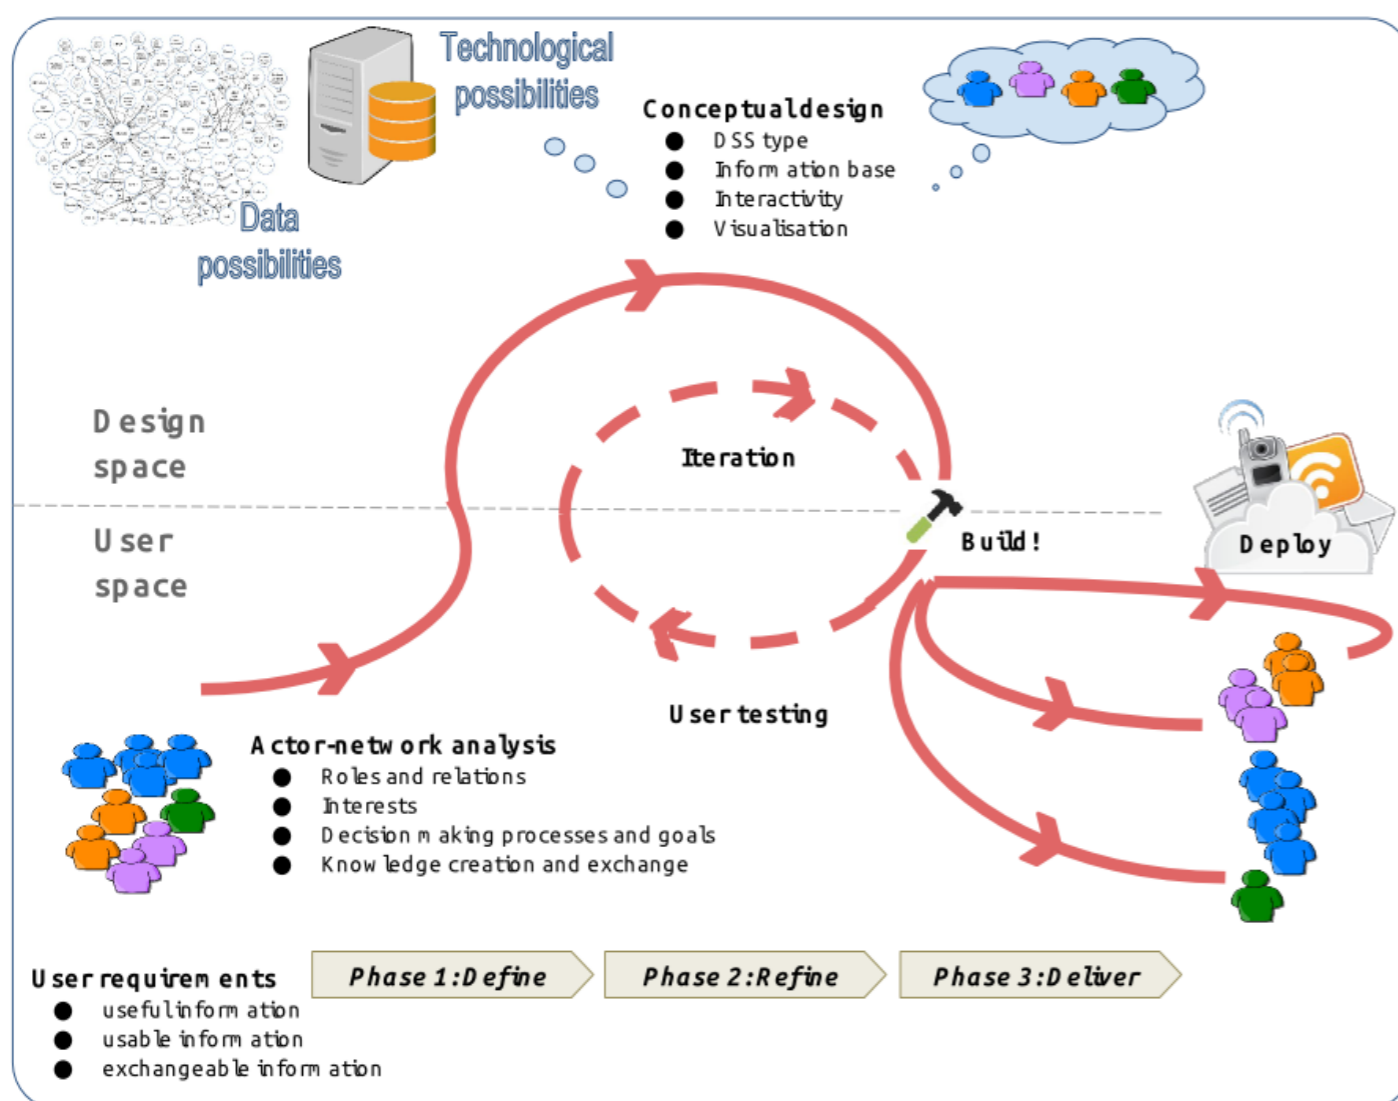 Technological
possibilities
Data
possibilities
Conceptual design
● DSS type
● Information base
● Interactivity
● Visualisation
Design
space
Iteration
User
space
Build!
Deploy
User testing
Actor-network analysis
● Roles and relations
● Interests
● Decision making processes and goals
● Knowledge creation and exchange
User requirements
● useful information
● usable information
● exchangeable information
Phase 1: Define
Phase 2: Refine
Phase 3: Deliver